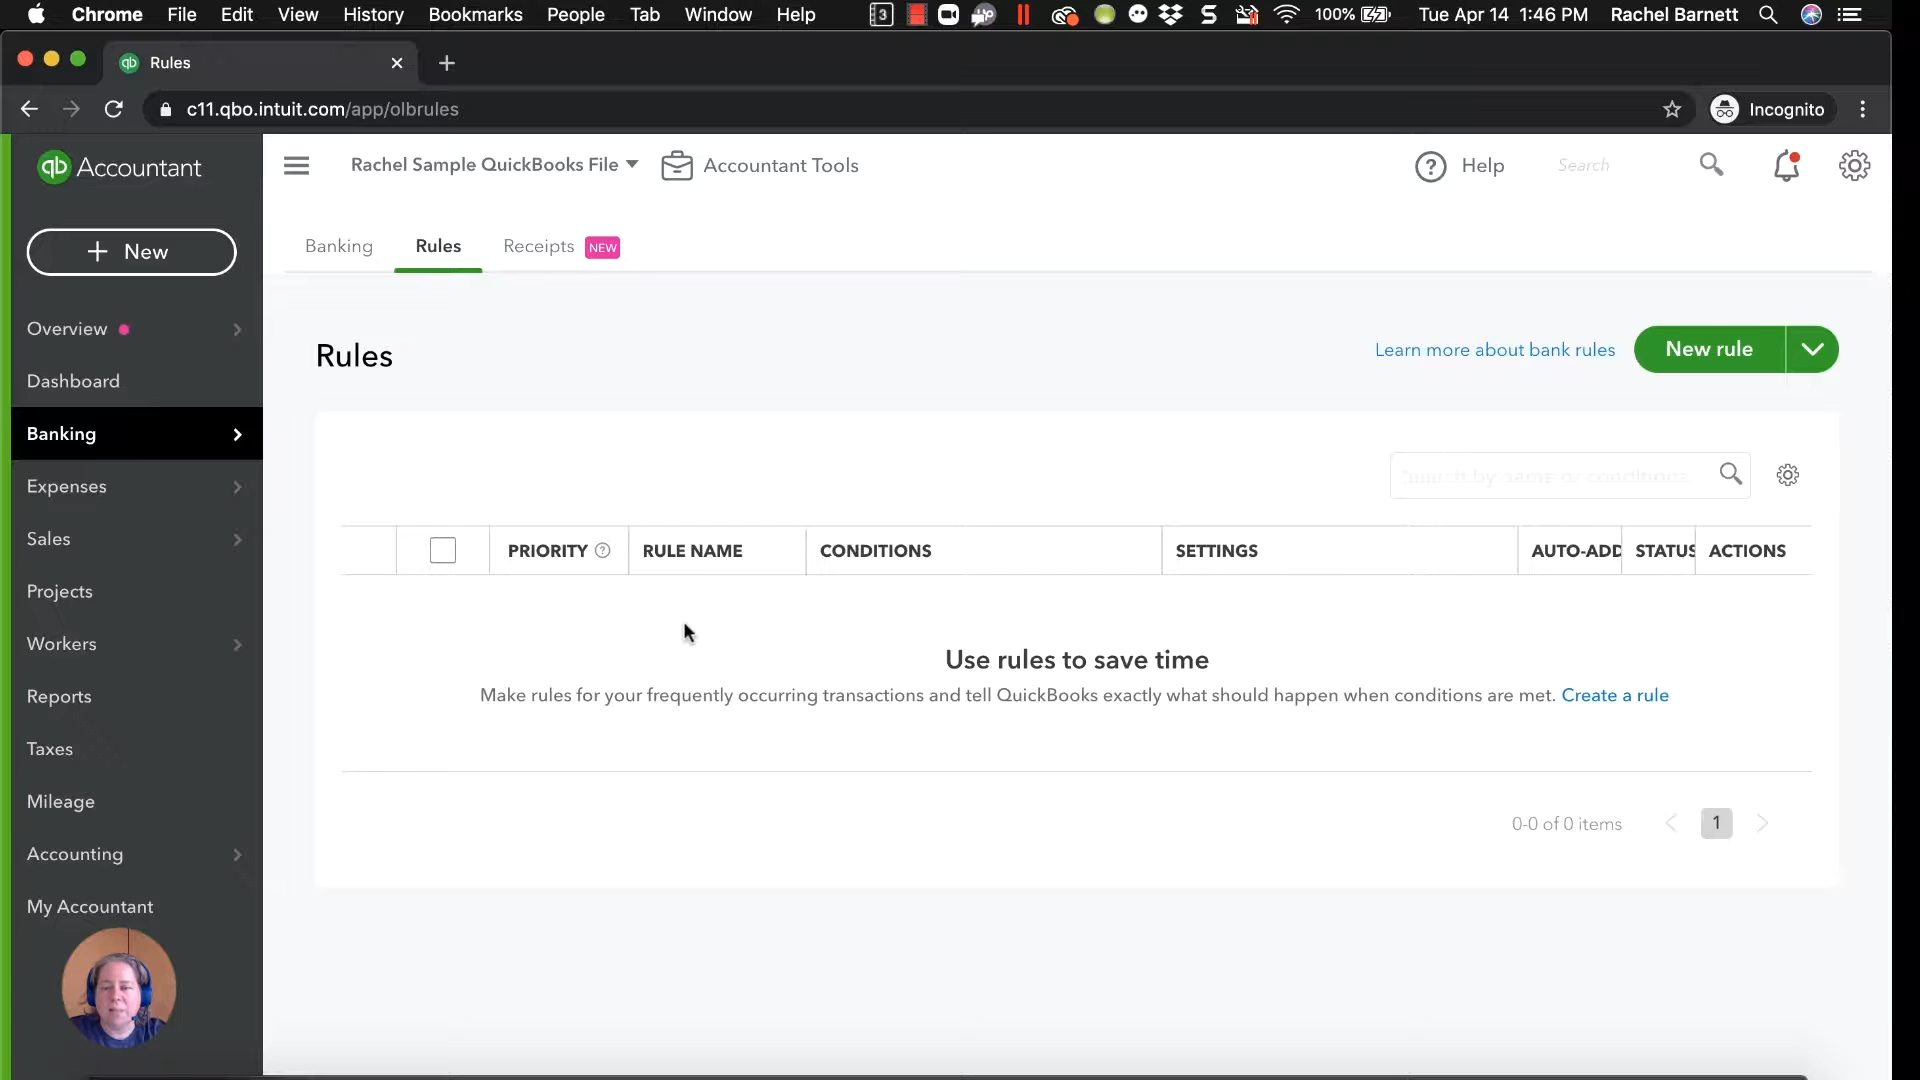 Chrome File Edit View History Bookmarks People Tab Window Help 3 100% Tue Apr 14 1:46 PM Rachel Barnett
Rules
c11.qbo.intuit.com/app/olbrules Incognito
qb Accountant
Rachel Sample QuickBooks File Accountant Tools ? Help Search
+ New
Banking Rules Receipts NEW
Overview
Dashboard
Banking
Expenses
Sales
Projects
Workers
Reports
Taxes
Mileage
Accounting
My Accountant
Rules
Learn more about bank rules New rule
PRIORITY ? RULE NAME CONDITIONS SETTINGS AUTO-ADD STATUS ACTIONS
Use rules to save time
Make rules for your frequently occurring transactions and tell QuickBooks exactly what should happen when conditions are met. Create a rule
0-0 of 0 items 1